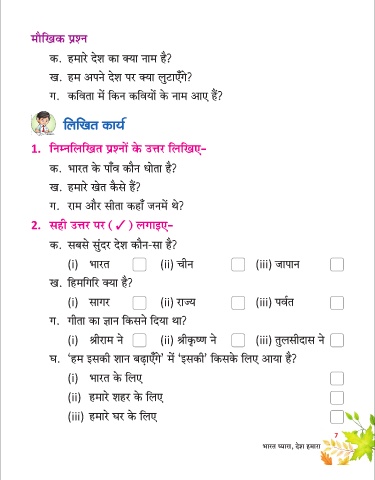 मौखिक प्रश्न
क. हमारे देश का क्या नाम है?
ख. हम अपने देश पर क्या लुटाएँगे?
ग. कविता में किन कवियों के नाम आए हैं?
लिखित कार्य
1. निम्नलिखित प्रश्नों के उत्तर लिखिए–
क. भारत के पाँव कौन धोता है?
ख. हमारे खेत कैसे हैं?
ग. राम और सीता कहाँ जनमें थे?
2. सही उत्तर पर ( ✓ ) लगाइए–
क. सबसे सुंदर देश कौन-सा है?
(i) भारत (ii) चीन (iii) जापान
ख. हिमगिरि क्या है?
(i) सागर (ii) राज्य (iii) पर्वत
ग. गीता का ज्ञान किसने दिया था?
(i) श्रीराम ने (ii) श्रीकृष्ण ने (iii) तुलसीदास ने
घ. 'हम इसकी शान बढ़ाएँगे' में 'इसकी' किसके लिए आया है?
(i) भारत के लिए
(ii) हमारे शहर के लिए
(iii) हमारे घर के लिए
7
भारत प्यारा, देश हमारा